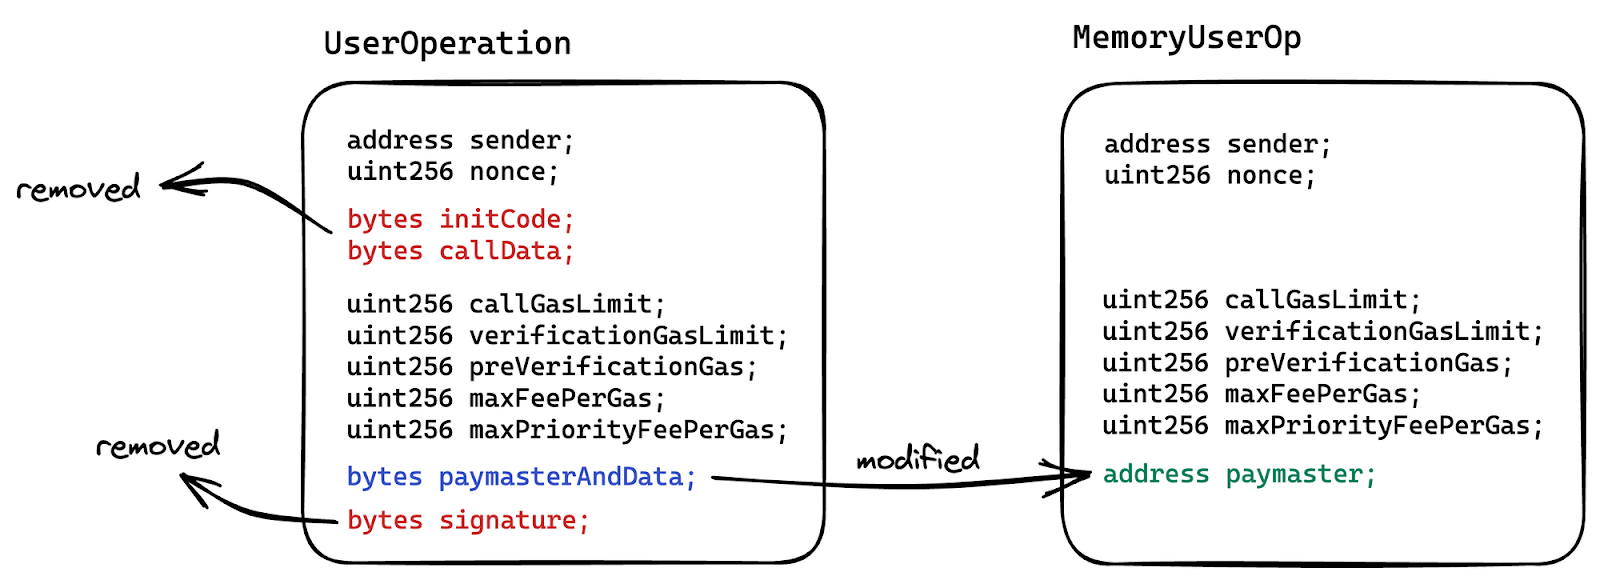 UserOperation
address sender;
uint256 nonce;
removed
bytes initCode;
bytes callData;
uint256 callGasLimit;
uint256 verificationGasLimit;
uint256 preVerificationGas;
uint256 maxFeePerGas;
uint256 maxPriorityFeePerGas;
removed
bytes paymasterAndData;
modified
bytes signature;
MemoryUserOp
address sender;
uint256 nonce;
uint256 callGasLimit;
uint256 verificationGasLimit;
uint256 preVerificationGas;
uint256 maxFeePerGas;
uint256 maxPriorityFeePerGas;
address paymaster;